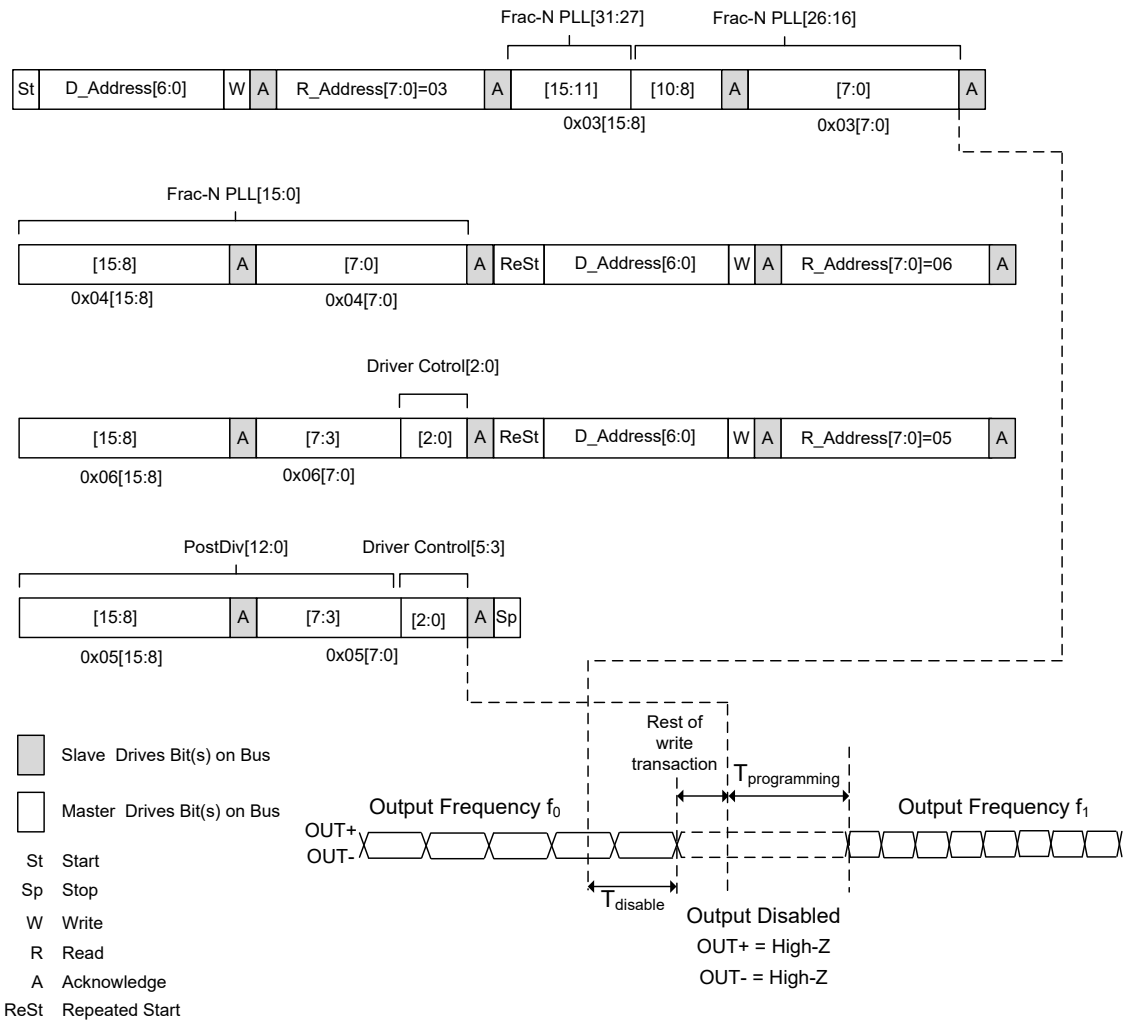 Frac-N PLL[31:27] Frac-N PLL[26:16]
St D_Address[6:0] W A R_Address[7:0]=03 A [15:11] [10:8] A [7:0] A
0x03[15:8] 0x03[7:0]
Frac-N PLL[15:0]
[15:8] A [7:0] A ReSt D_Address[6:0] W A R_Address[7:0]=06 A
0x04[15:8] 0x04[7:0]
Driver Cotrol[2:0]
[15:8] A [7:3] [2:0] A ReSt D_Address[6:0] W A R_Address[7:0]=05 A
0x06[15:8] 0x06[7:0]
PostDiv[12:0] Driver Control[5:3]
[15:8] A [7:3] [2:0] A Sp
0x05[15:8] 0x05[7:0]
Slave Drives Bit(s) on Bus
Master Drives Bit(s) on Bus
St Start
Sp Stop
W Write
R Read
A Acknowledge
ReSt Repeated Start
Rest of
write
transaction
Tprogramming
Output Frequency f0 Output Frequency f1
OUT+
OUT-
Tdisable
Output Disabled
OUT+ = High-Z
OUT- = High-Z